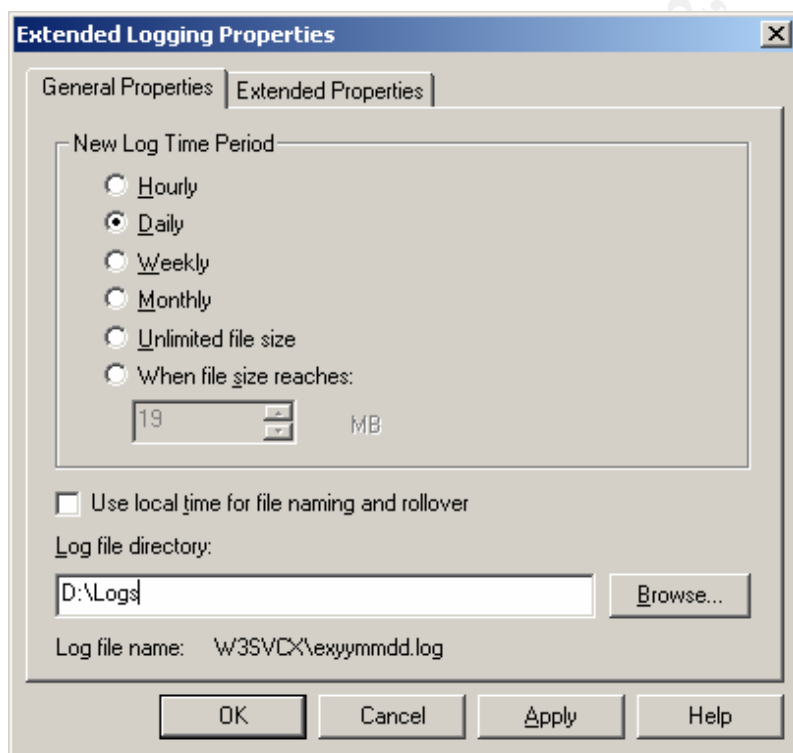 Extended Logging Properties
General Properties Extended Properties
New Log Time Period
Hourly
Daily
Weekly
Monthly
Unlimited file size
When file size reaches:
19 MB
Use local time for file naming and rollover
Log file directory:
D:\Logs Browse...
Log file name: W3SVCX\exyymmdd.log
OK Cancel Apply Help